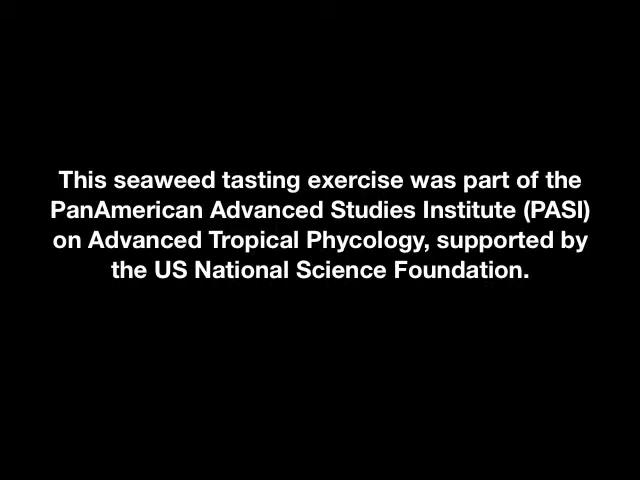 This seaweed tasting exercise was part of the
PanAmerican Advanced Studies Institute (PASI)
on Advanced Tropical Phycology, supported by
the US National Science Foundation.